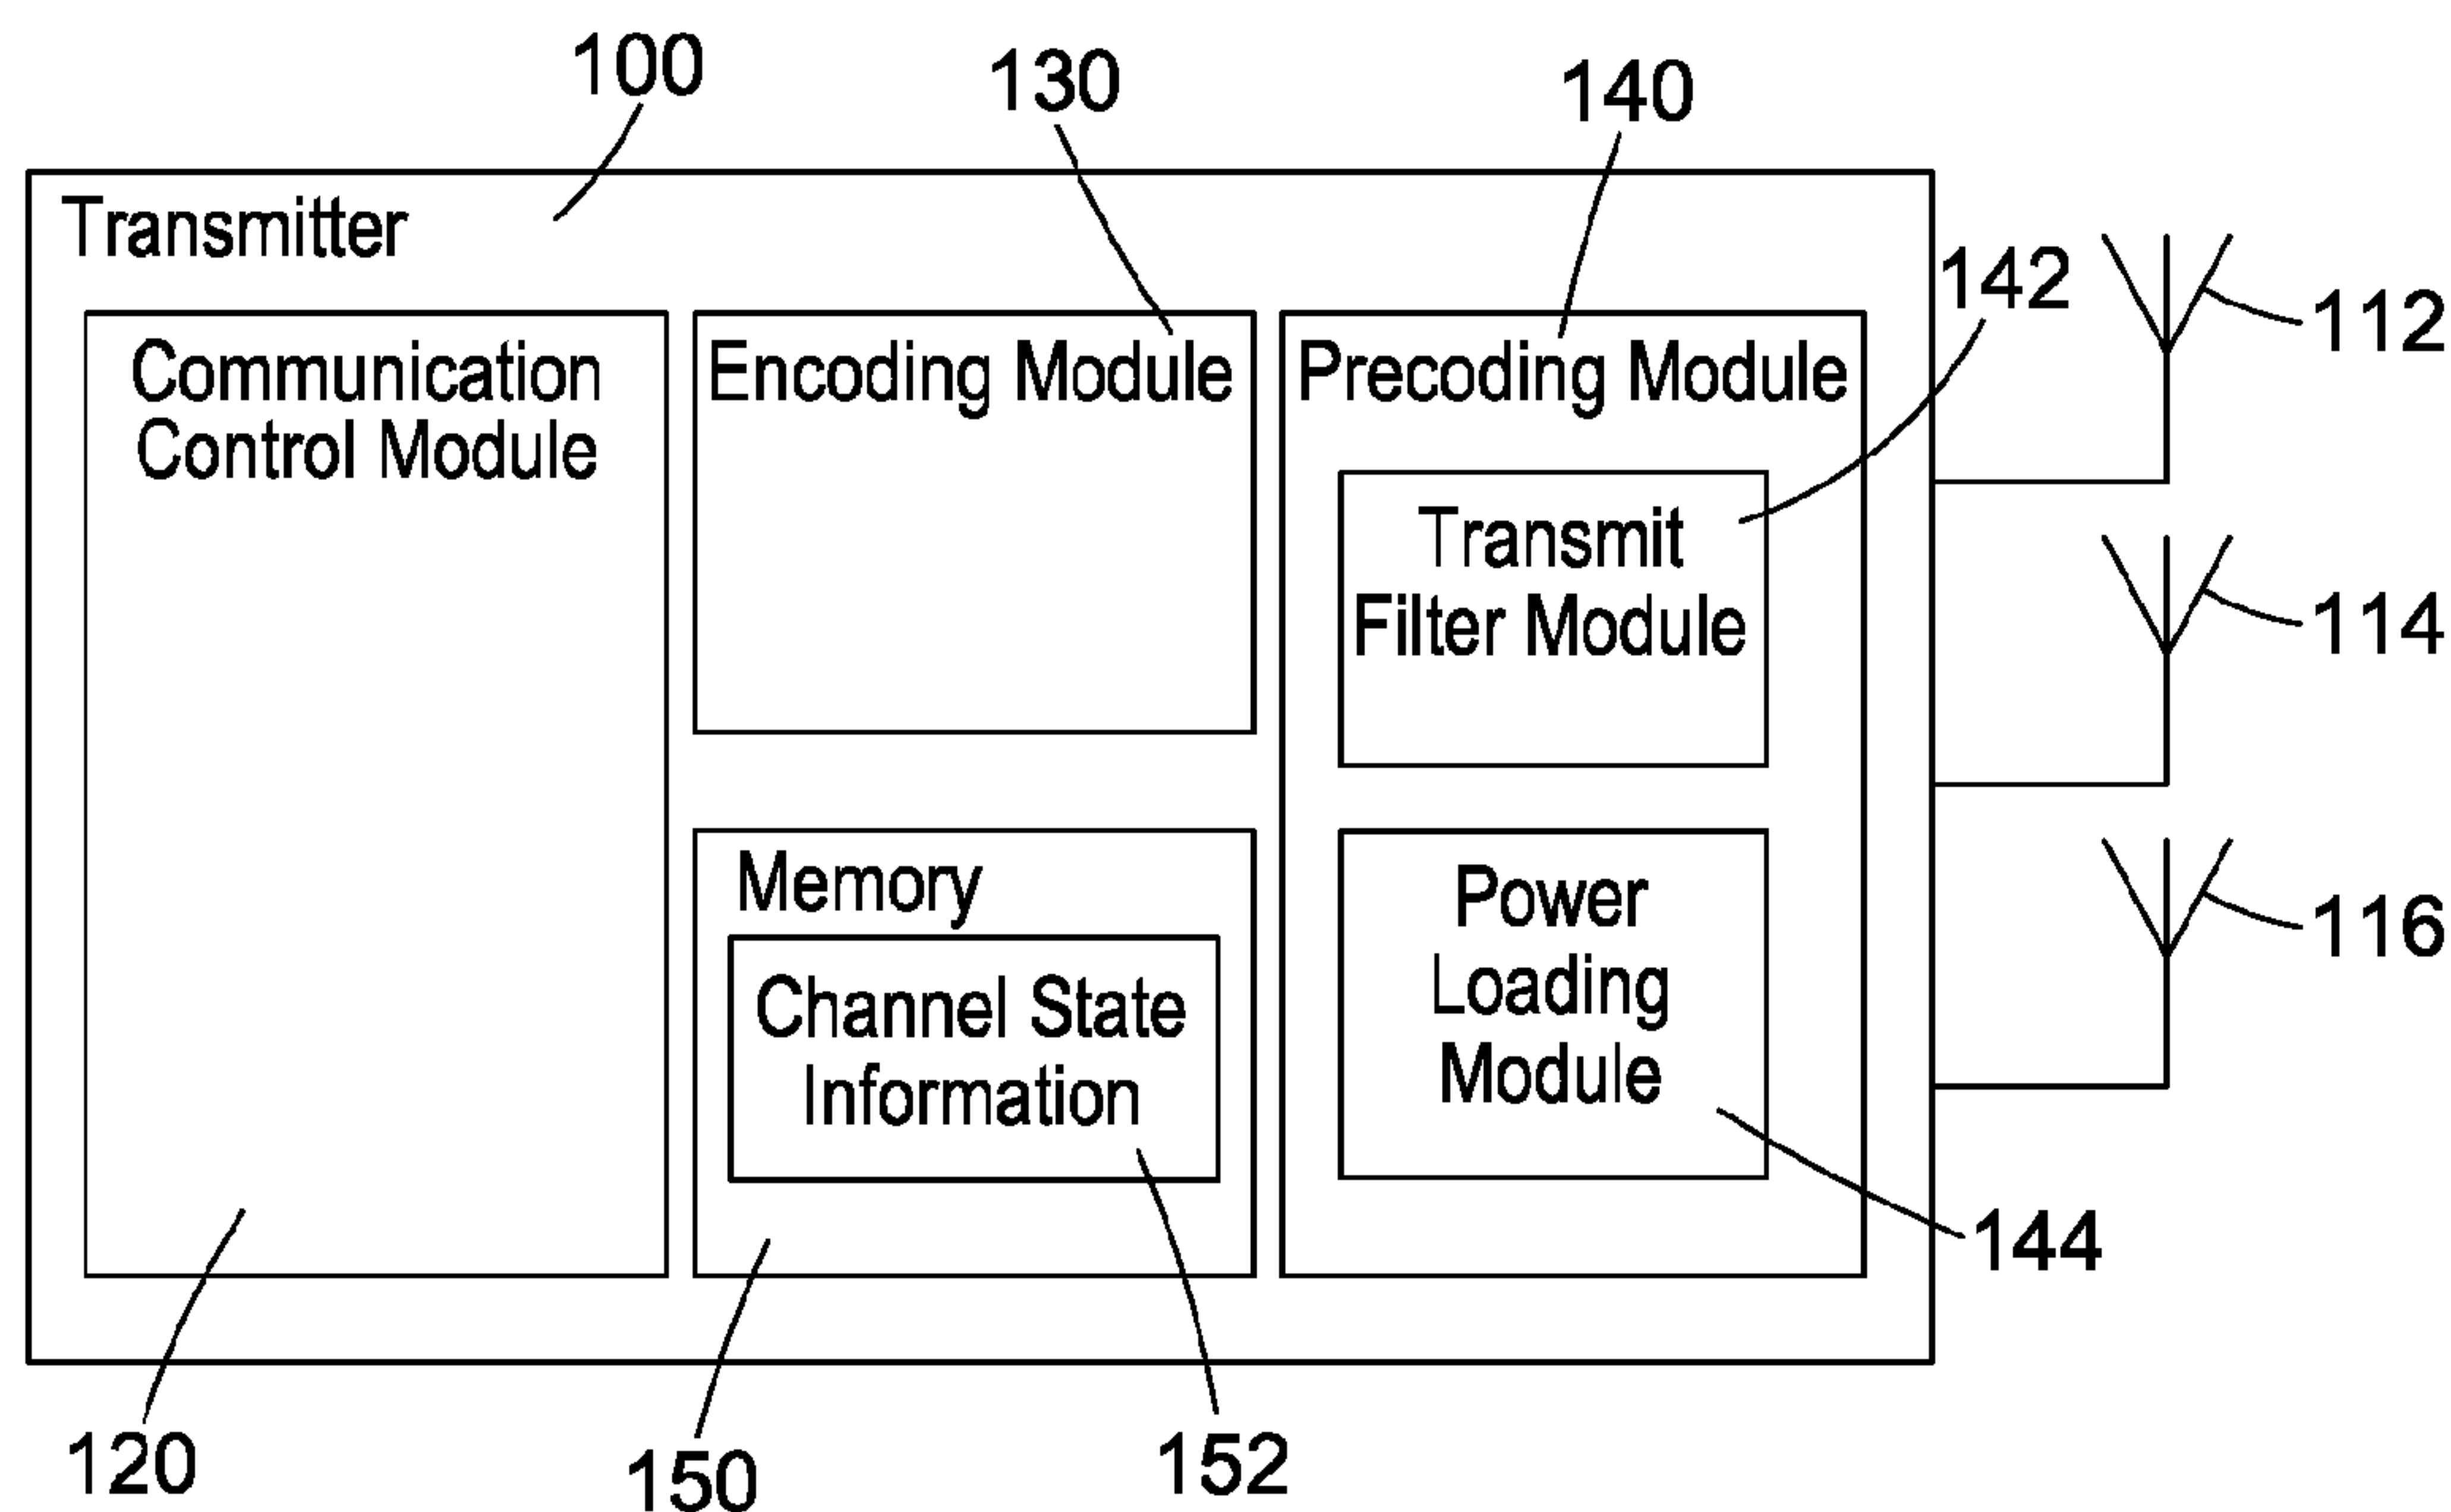 100
130
140
Transmitter
142
112
Communication
Control Module
Encoding Module
Precoding Module
Transmit
Filter Module
114
Memory
Channel State
Information
Power
Loading
Module
116
144
120
150
152